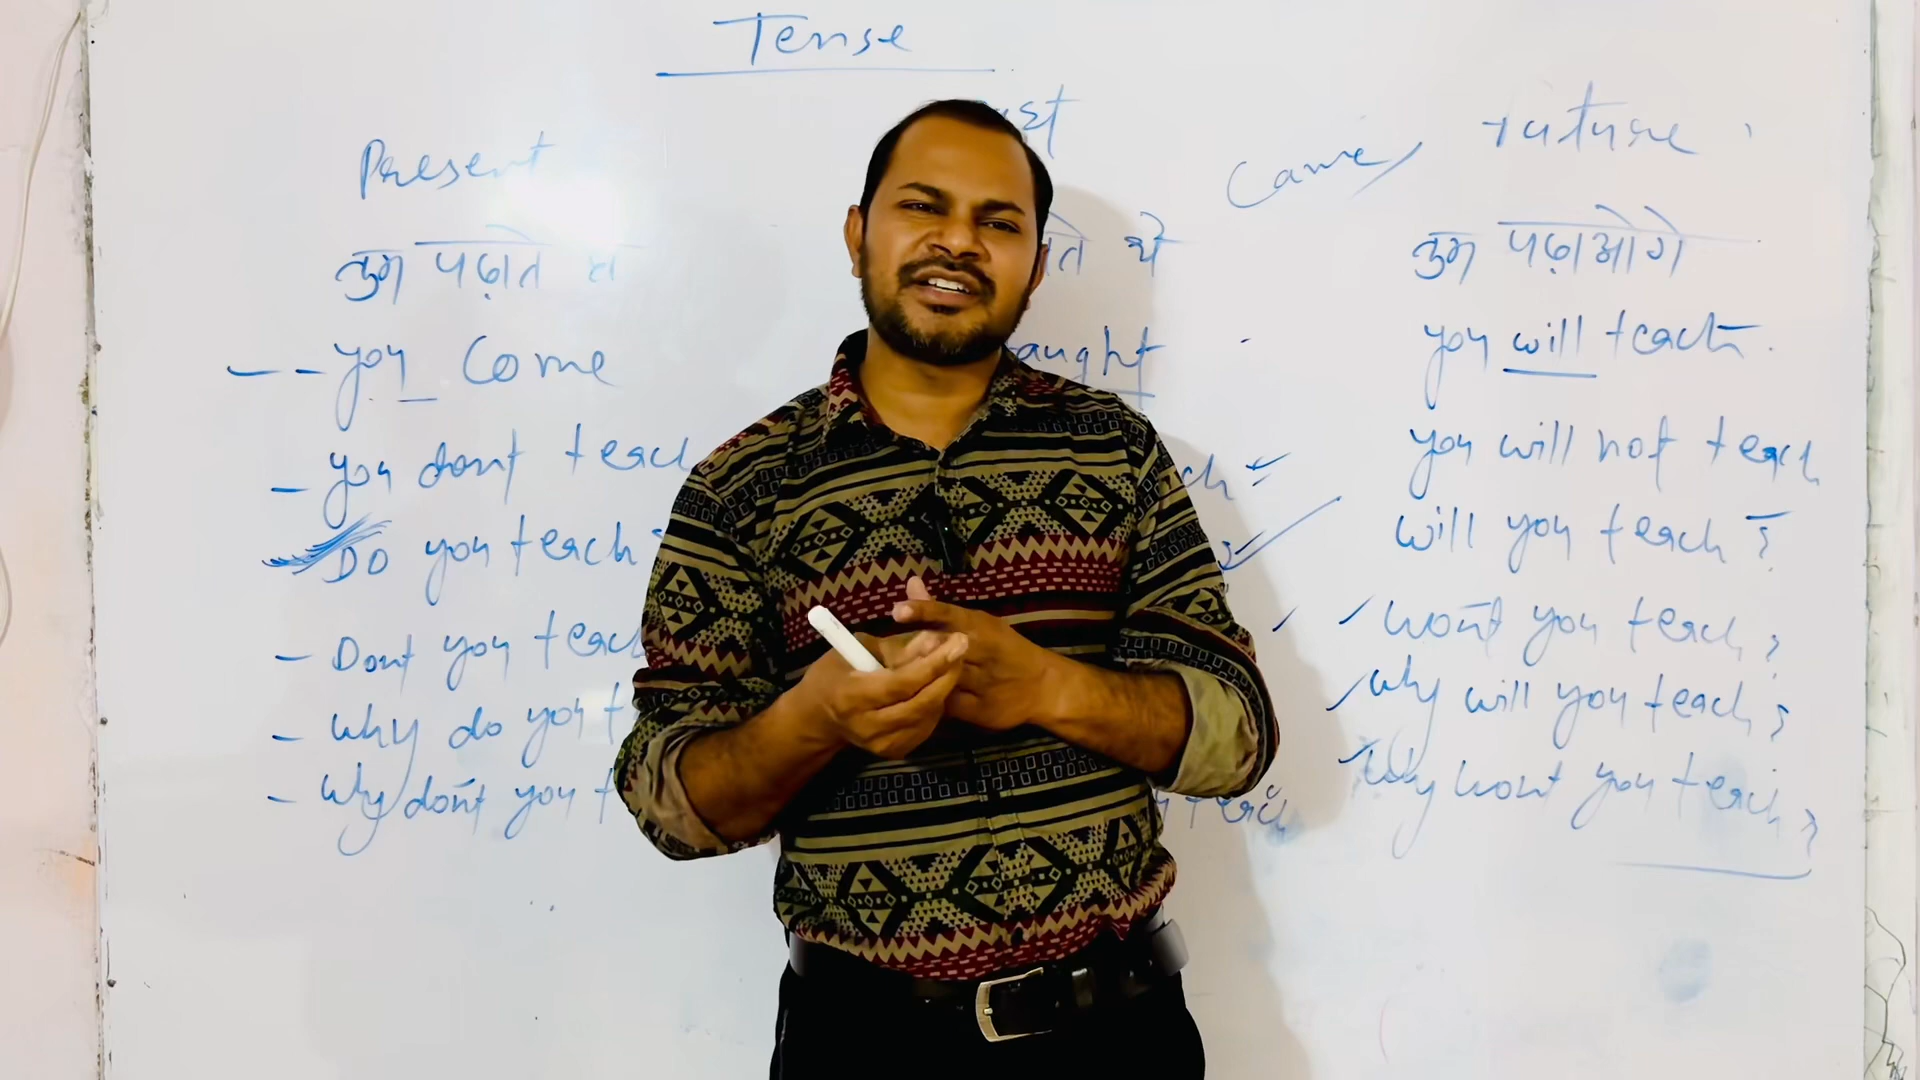 Tense
Present
Came
Future
तुम पढ़ाते
ते थे
तुम पढ़ाओगे
you come
aught
you will teach
you dont teach
ch
you will not teach
Do you teach
will you teach ?
Dont you teac
wont you teach ?
why do you t
why will you teach ?
why don't you t
teach
why wont you teach ?